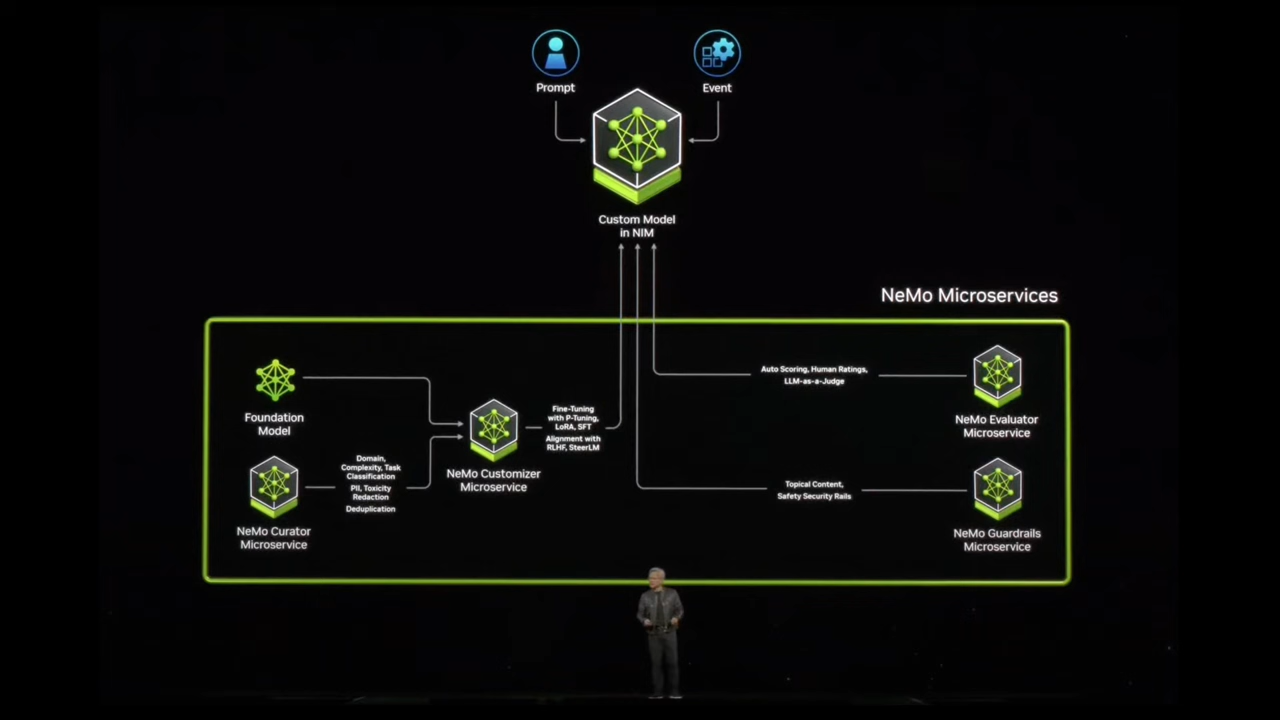 Prompt
Event
Custom Model
in NIM
NeMo Microservices
Foundation
Model
NeMo Curator
Microservice
Domain,
Complexity, Task
Classification
PII, Toxicity
Redaction
Deduplication
NeMo Customizer
Microservice
Fine-Tuning
with P-Tuning,
LoRA, SFT
Alignment with
RLHF, SteerLM
Auto Scoring, Human Ratings,
LLM-as-a-Judge
NeMo Evaluator
Microservice
Topical Content,
Safety Security Rails
NeMo Guardrails
Microservice